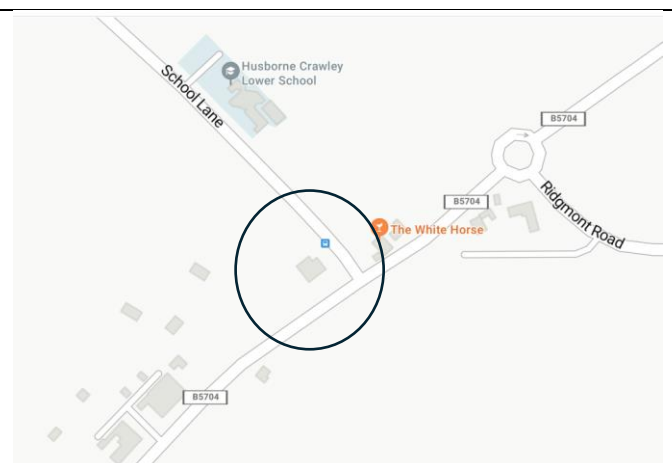 Husborne Crawley
Lower School
School Lane
B5704
B5704
The White Horse
Ridgmont Road
B5704